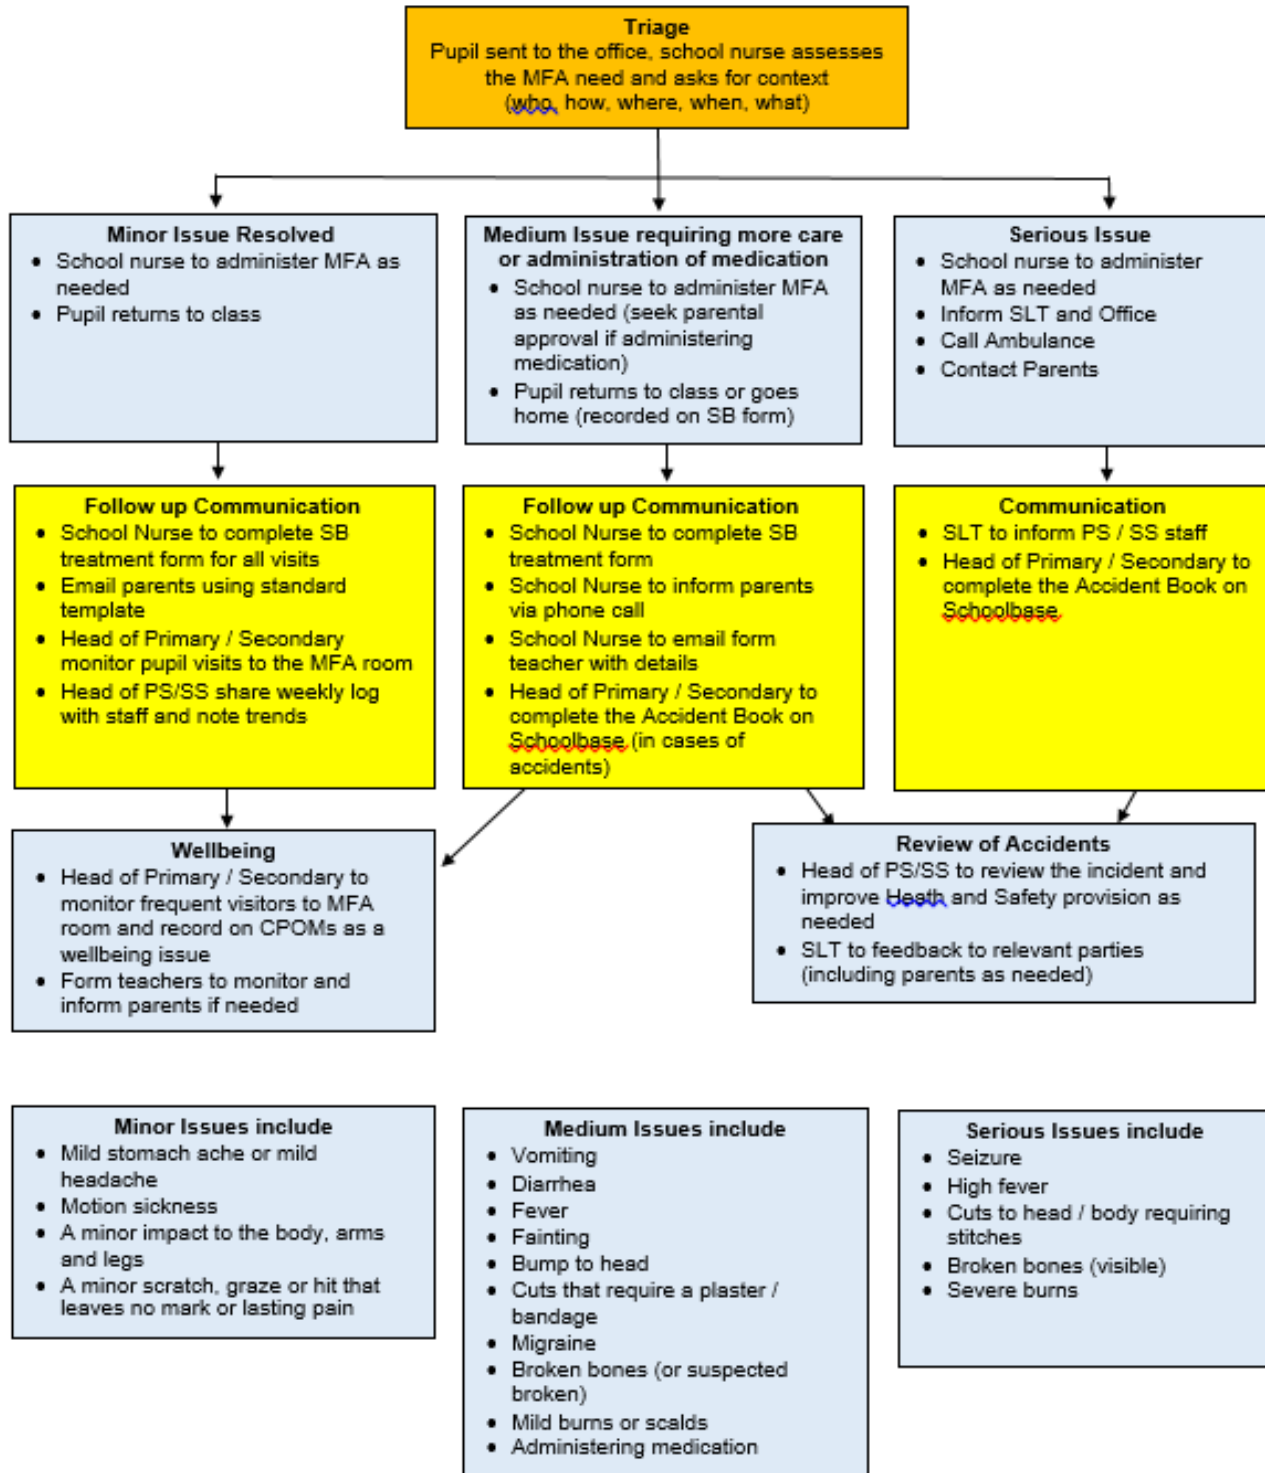 Triage
Pupil sent to the office, school nurse assesses
the MFA need and asks for context
(who, how, where, when, what)
Minor Issue Resolved
• School nurse to administer MFA as
needed
• Pupil returns to class
Medium Issue requiring more care
or administration of medication
• School nurse to administer MFA
as needed (seek parental
approval if administering
medication)
• Pupil returns to class or goes
home (recorded on SB form)
Serious Issue
• School nurse to administer
MFA as needed
• Inform SLT and Office
• Call Ambulance
• Contact Parents
Follow up Communication
• School Nurse to complete SB
treatment form for all visits
• Email parents using standard
template
• Head of Primary / Secondary
monitor pupil visits to the MFA room
• Head of PS/SS share weekly log
with staff and note trends
Follow up Communication
• School Nurse to complete SB
treatment form
• School Nurse to inform parents
via phone call
• School Nurse to email form
teacher with details
• Head of Primary / Secondary to
complete the Accident Book on
Schoolbase (in cases of
accidents)
Communication
• SLT to inform PS / SS staff
• Head of Primary / Secondary to
complete the Accident Book on
Schoolbase
Wellbeing
• Head of Primary / Secondary to
monitor frequent visitors to MFA
room and record on CPOMs as a
wellbeing issue
• Form teachers to monitor and
inform parents if needed
Review of Accidents
• Head of PS/SS to review the incident and
improve Heath and Safety provision as
needed
• SLT to feedback to relevant parties
(including parents as needed)
Minor Issues include
• Mild stomach ache or mild
headache
• Motion sickness
• A minor impact to the body, arms
and legs
• A minor scratch, graze or hit that
leaves no mark or lasting pain
Medium Issues include
• Vomiting
• Diarrhea
• Fever
• Fainting
• Bump to head
• Cuts that require a plaster /
bandage
• Migraine
• Broken bones (or suspected
broken)
• Mild burns or scalds
• Administering medication
Serious Issues include
• Seizure
• High fever
• Cuts to head / body requiring
stitches
• Broken bones (visible)
• Severe burns